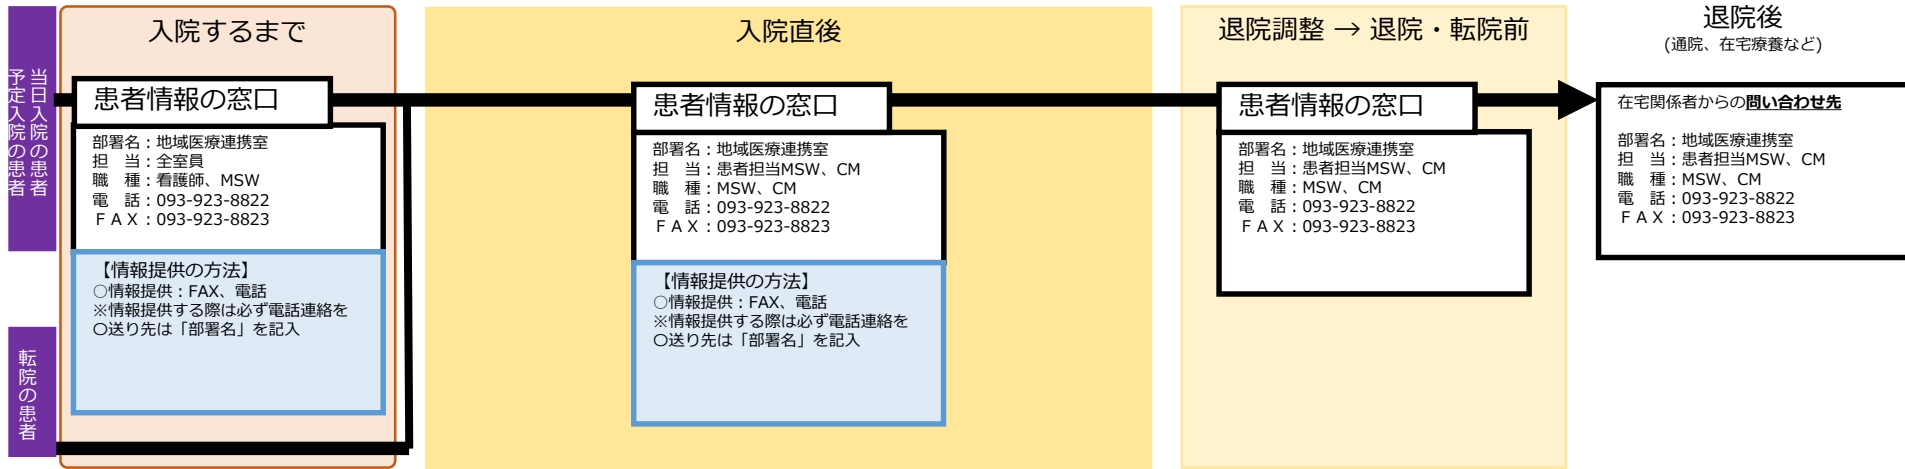 当日入院の患者
予定入院の患者
転院の患者
入院するまで
患者情報の窓口
部署名：地域医療連携室
担　当：全室員
職　種：看護師、MSW
電　話：093-923-8822
ＦＡＸ：093-923-8823
【情報提供の方法】
○情報提供：FAX、電話
※情報提供する際は必ず電話連絡を
〇送り先は「部署名」を記入
入院直後
患者情報の窓口
部署名：地域医療連携室
担　当：患者担当MSW、CM
職　種：MSW、CM
電　話：093-923-8822
ＦＡＸ：093-923-8823
【情報提供の方法】
○情報提供：FAX、電話
※情報提供する際は必ず電話連絡を
〇送り先は「部署名」を記入
退院調整 → 退院・転院前
患者情報の窓口
部署名：地域医療連携室
担　当：患者担当MSW、CM
職　種：MSW、CM
電　話：093-923-8822
ＦＡＸ：093-923-8823
退院後
(通院、在宅療養など)
在宅関係者からの問い合わせ先
部署名：地域医療連携室
担　当：患者担当MSW、CM
職　種：MSW、CM
電　話：093-923-8822
ＦＡＸ：093-923-8823